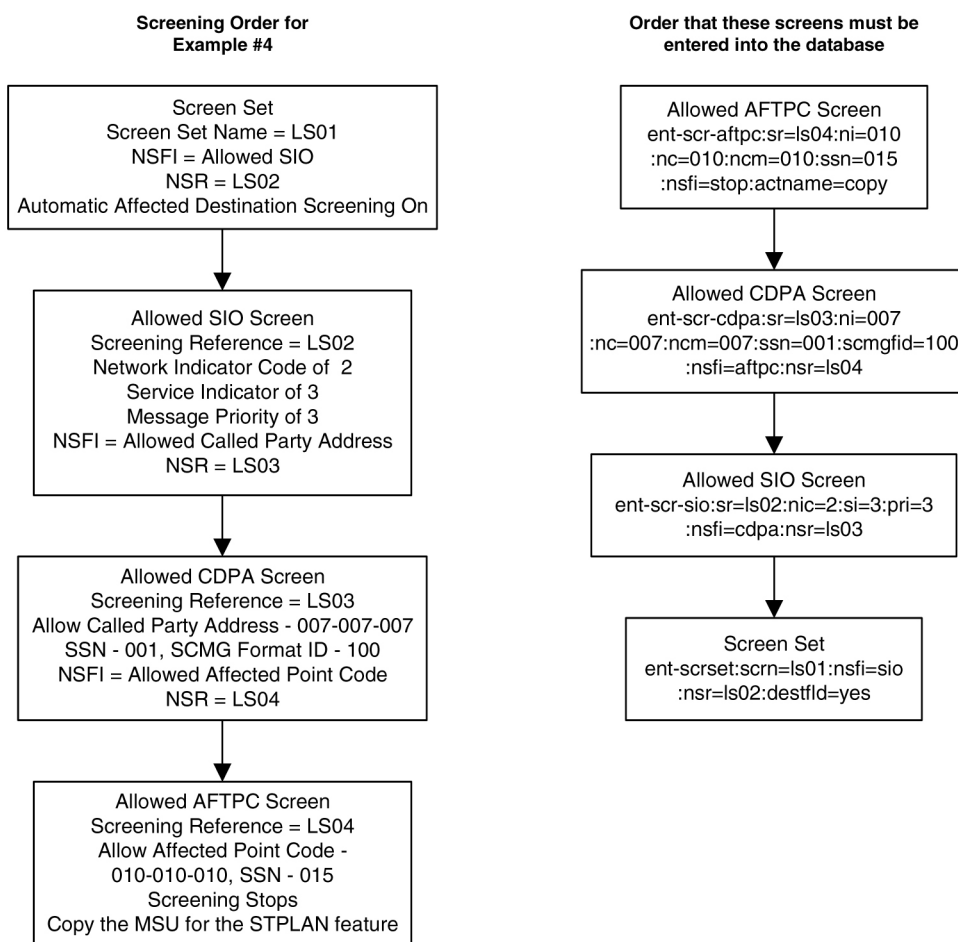 Screening Order for
Example #4
Screen Set
Screen Set Name = LS01
NSFI = Allowed SIO
NSR = LS02
Automatic Affected Destination Screening On
Allowed SIO Screen
Screening Reference = LS02
Network Indicator Code of 2
Service Indicator of 3
Message Priority of 3
NSFI = Allowed Called Party Address
NSR = LS03
Allowed CDPA Screen
Screening Reference = LS03
Allow Called Party Address - 007-007-007
SSN - 001, SCMG Format ID - 100
NSFI = Allowed Affected Point Code
NSR = LS04
Allowed AFTPC Screen
Screening Reference = LS04
Allow Affected Point Code -
010-010-010, SSN - 015
Screening Stops
Copy the MSU for the STPLAN feature
Order that these screens must be
entered into the database
Allowed AFTPC Screen
ent-scr-aftpc:sr=ls04:ni=010
:nc=010:ncm=010:ssn=015
:nsfi=stop:actname=copy
Allowed CDPA Screen
ent-scr-cdpa:sr=ls03:ni=007
:nc=007:ncm=007:ssn=001:scmgfid=100
:nsfi=aftpc:nsr=ls04
Allowed SIO Screen
ent-scr-sio:sr=ls02:nic=2:si=3:pri=3
:nsfi=cdpa:nsr=ls03
Screen Set
ent-scrset:scrn=ls01:nsfi=sio
:nsr=ls02:destfld=yes